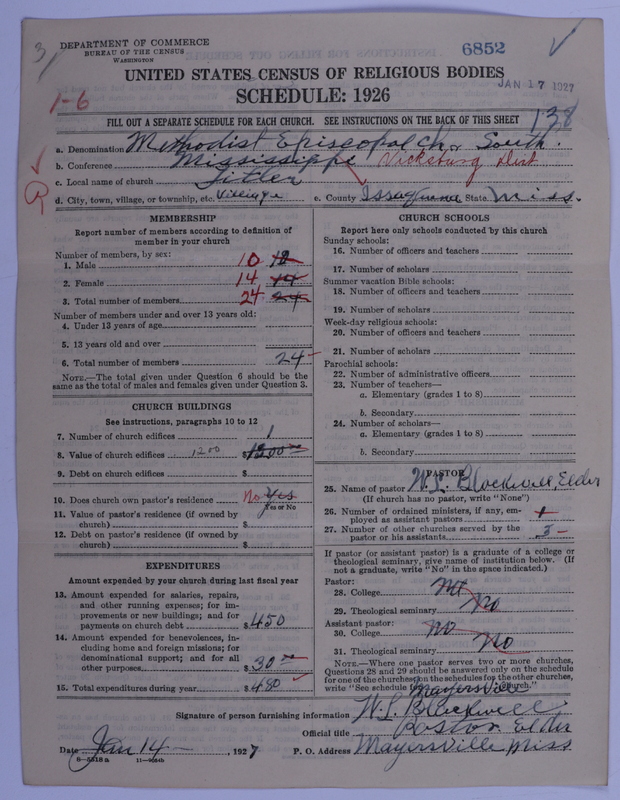 3
DEPARTMENT OF COMMERCE
BUREAU OF THE CENSUS
WASHINGTON
6852
UNITED STATES CENSUS OF RELIGIOUS BODIES
JAN 17 1927
SCHEDULE: 1926
1-6
FILL OUT A SEPARATE SCHEDULE FOR EACH CHURCH. SEE INSTRUCTIONS ON THE BACK OF THIS SHEET
138
a. Denomination Methodist Episcopal Ch. South.
b. Conference Mississippi Vicksburg Dist
c. Local name of church Fitler
d. City, town, village, or township, etc. Village e. County Issaquena State Miss.
MEMBERSHIP
Report number of members according to definition of
member in your church
Number of members, by sex:
1. Male 10
2. Female 14
3. Total number of members 24 24
Number of members under and over 13 years old:
4. Under 13 years of age
5. 13 years old and over
6. Total number of members 24
NOTE.—The total given under Question 6 should be the
same as the total of males and females given under Question 3.
CHURCH BUILDINGS
See instructions, paragraphs 10 to 12
7. Number of church edifices 1
8. Value of church edifices 1200 $1200
9. Debt on church edifices $
10. Does church own pastor's residence No Yes
Yes or No
11. Value of pastor's residence (if owned by
church) $
12. Debt on pastor's residence (if owned by
church) $
EXPENDITURES
Amount expended by your church during last fiscal year
13. Amount expended for salaries, repairs,
and other running expenses; for im-
provements or new buildings; and for
payments on church debt $450
14. Amount expended for benevolences, in-
cluding home and foreign missions; for
denominational support; and for all
other purposes $30
15. Total expenditures during year $480
CHURCH SCHOOLS
Report here only schools conducted by this church
Sunday schools:
16. Number of officers and teachers
17. Number of scholars
Summer vacation Bible schools:
18. Number of officers and teachers
19. Number of scholars
Week-day religious schools:
20. Number of officers and teachers
21. Number of scholars
Parochial schools:
22. Number of administrative officers
23. Number of teachers—
a. Elementary (grades 1 to 8)
b. Secondary
24. Number of scholars—
a. Elementary (grades 1 to 8)
b. Secondary
PASTOR
25. Name of pastor W. L. Blackwell, Elder
(If church has no pastor, write "None")
26. Number of ordained ministers, if any, em-
ployed as assistant pastors 1
27. Number of other churches served by the
pastor or his assistants 3
If pastor (or assistant pastor) is a graduate of a college or
theological seminary, give name of institution below. (If
not a graduate, write "No" in the space indicated.)
Pastor:
28. College No
29. Theological seminary No
Assistant pastor:
30. College No
31. Theological seminary No
NOTE.—Where one pastor serves two or more churches,
Questions 28 and 29 should be answered only on the schedule
for of the churches; on the schedules for the other churches,
write "See schedule for Mayersville church."
Signature of person furnishing information W. L. Blackwell
Official title Pastor Elder
Date Jan 14, 1927 P. O. Address Mayersville Miss
8—5318a 11—9054h